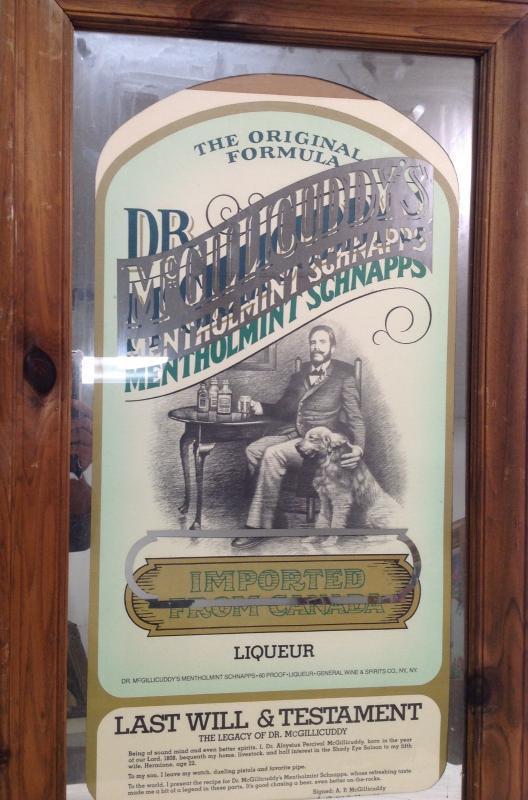 THE ORIGINAL
FORMULA
DR.
McGILLICUDDY'S
MENTHOLMINT SCHNAPPS
MENTHOLMINT SCHNAPPS
IMPORTED
FROM CANADA
LIQUEUR
DR. McGILLICUDDY'S MENTHOLMINT SCHNAPPS•60 PROOF•LIQUEUR•GENERAL WINE & SPIRITS CO., NY, NY.
LAST WILL & TESTAMENT
THE LEGACY OF DR. McGILLICUDDY
Being of sound mind and even better spirits, I, Dr. Aloysius Percival McGillicuddy, born in the year
of our Lord, 1808, bequeath my home, livestock, and half interest in the Shady Eye Saloon to my fifth
wife, Hermione, age 22.
To my son, I leave my watch, dueling pistols and favorite pipe.
To the world, I present the recipe for Dr. McGillicuddy's Mentholmint Schnapps, whose refreshing taste
made me a bit of a legend in these parts. It's good chasing a beer, even better on-the-rocks.
Signed: A. P. McGillicuddy